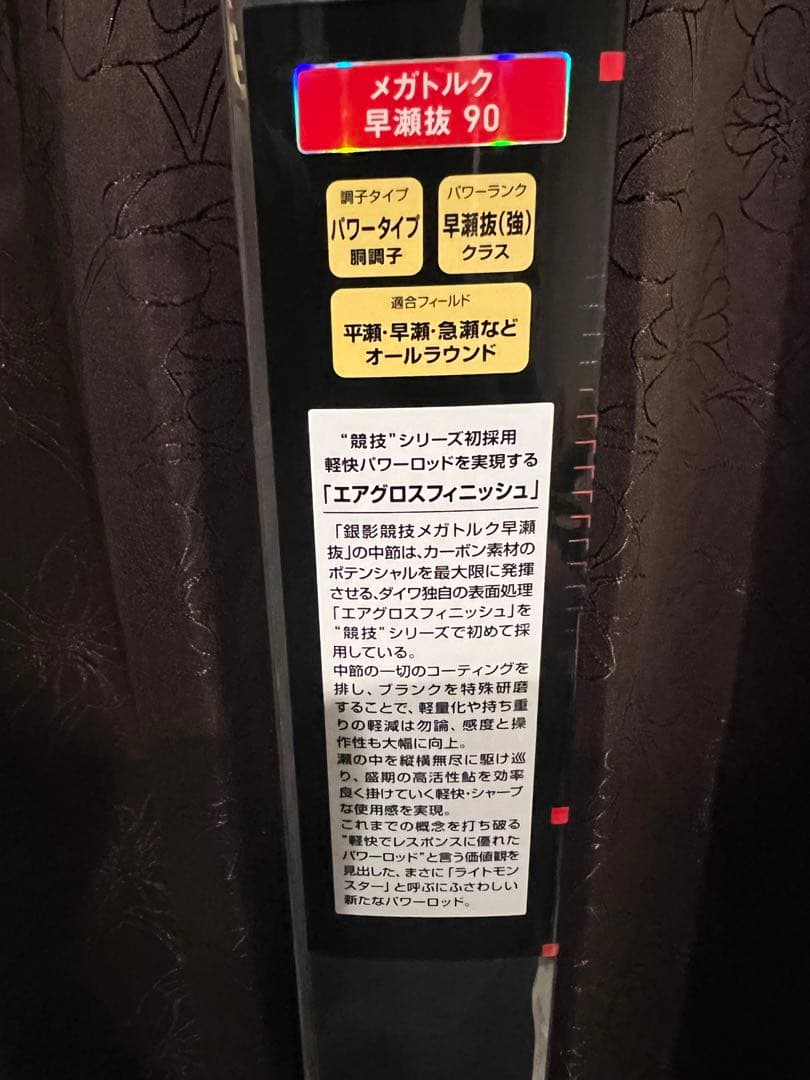 メガトルク
早瀬抜 90
調子タイプ
パワータイプ
胴調子
パワーランク
早瀬抜(強)
クラス
適合フィールド
平瀬・早瀬・急瀬など
オールラウンド
“競技”シリーズ初採用
軽快パワーロッドを実現する
「エアグロスフィニッシュ」
「銀影競技メガトルク早瀬
抜」の中節は、カーボン素材の
ポテンシャルを最大限に発揮
させる、ダイワ独自の表面処理
「エアグロスフィニッシュ」を
“競技”シリーズで初めて採
用している。
中節の一切のコーティングを
排し、ブランクを特殊研磨
することで、軽量化や持ち重
りの軽減は勿論、感度と操
作性も大幅に向上。
瀬の中を縦横無尽に駆け巡
り、盛期の高活性鮎を効率
良く掛けていく軽快・シャープ
な使用感を実現。
これまでの概念を打ち破る
“軽快でレスポンスに優れた
パワーロッド”と言う価値観を
見出した、まさに「ライトモン
スター」と呼ぶにふさわしい
新たなパワーロッド。